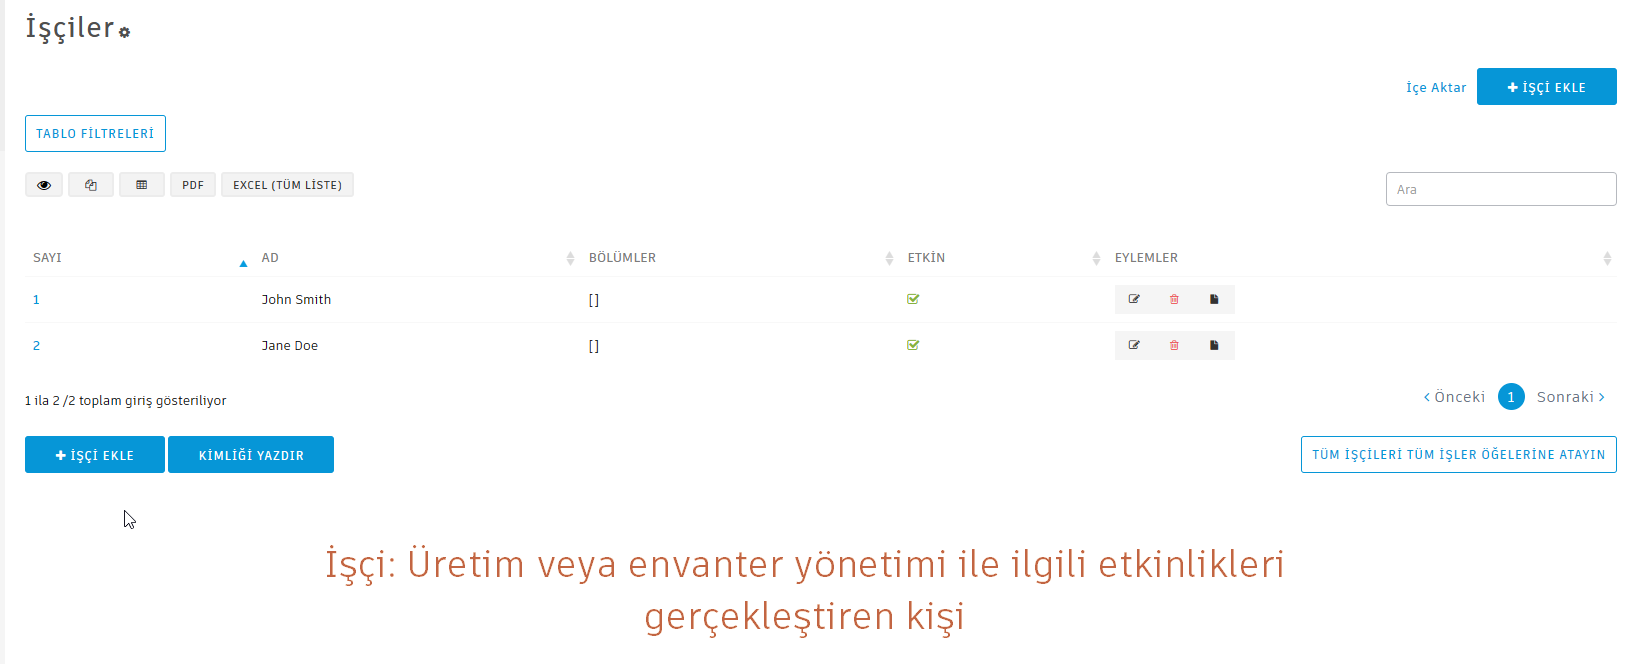 İşçiler
İçe Aktar
İŞÇİ EKLE
TABLO FİLTRELERİ
PDF
EXCEL (TÜM LİSTE)
Ara
SAYI AD BÖLÜMLER ETKİN EYLEMLER
1 John Smith []
2 Jane Doe []
1 ila 2 /2 toplam giriş gösteriliyor
Önceki 1 Sonraki
İŞÇİ EKLE
KİMLİĞİ YAZDIR
TÜM İŞÇİLERİ TÜM İŞLER ÖĞELERİNE ATAYIN
İşçi: Üretim veya envanter yönetimi ile ilgili etkinlikleri
gerçekleştiren kişi